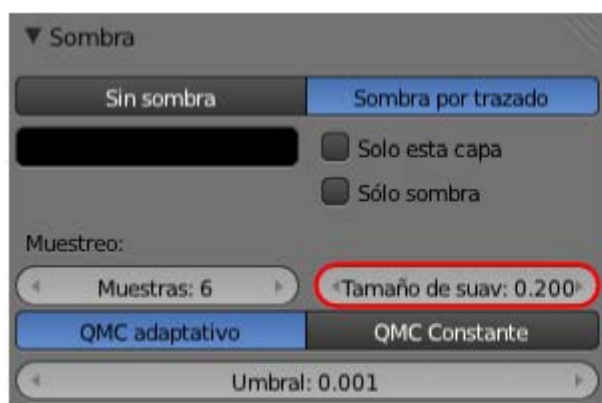 Sombra
Sin sombra Sombra por trazado
Solo esta capa
Sólo sombra
Muestreo:
Muestras: 6 Tamaño de suav: 0.200
QMC adaptativo QMC Constante
Umbral: 0.001